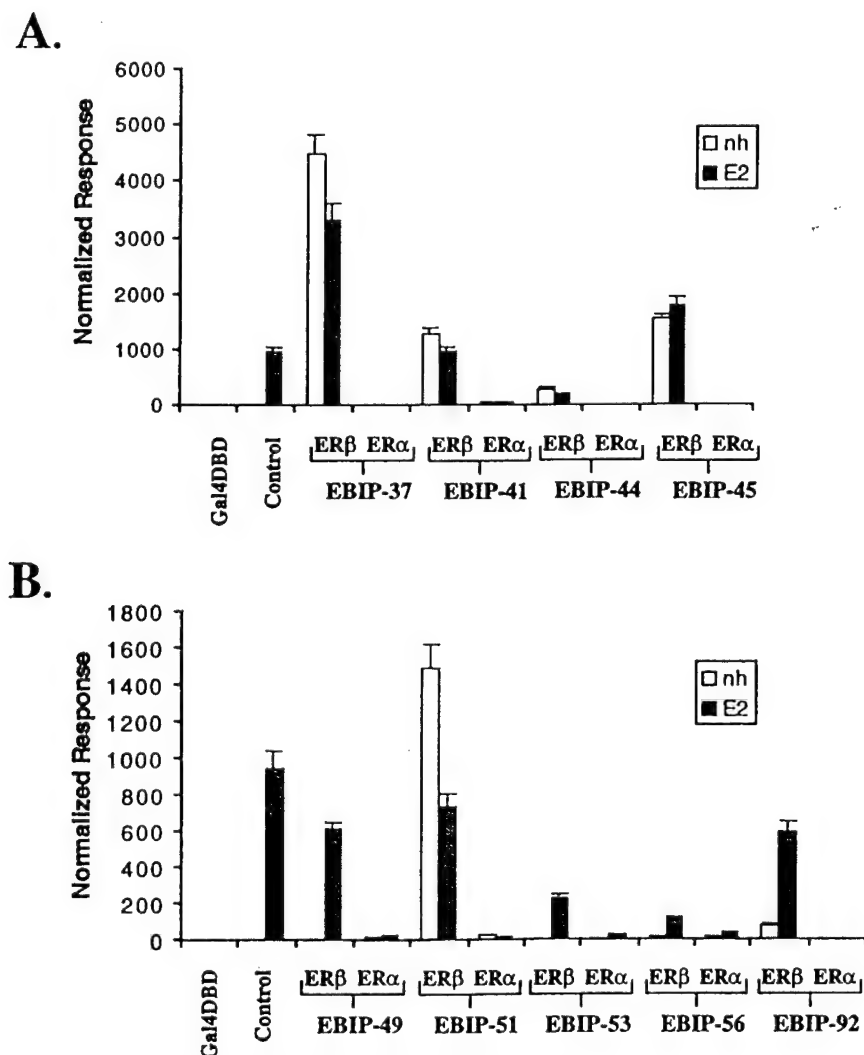 A.
Normalized Response
6000
5000
4000
3000
2000
1000
0
nh
E2
Gal4DBD
Control
ERβ ERα
EBIP-37
ERβ ERα
EBIP-41
ERβ ERα
EBIP-44
ERβ ERα
EBIP-45
B.
Normalized Response
1800
1600
1400
1200
1000
800
600
400
200
0
nh
E2
Gal4DBD
Control
ERβ ERα
EBIP-49
ERβ ERα
EBIP-51
ERβ ERα
EBIP-53
ERβ ERα
EBIP-56
ERβ ERα
EBIP-92